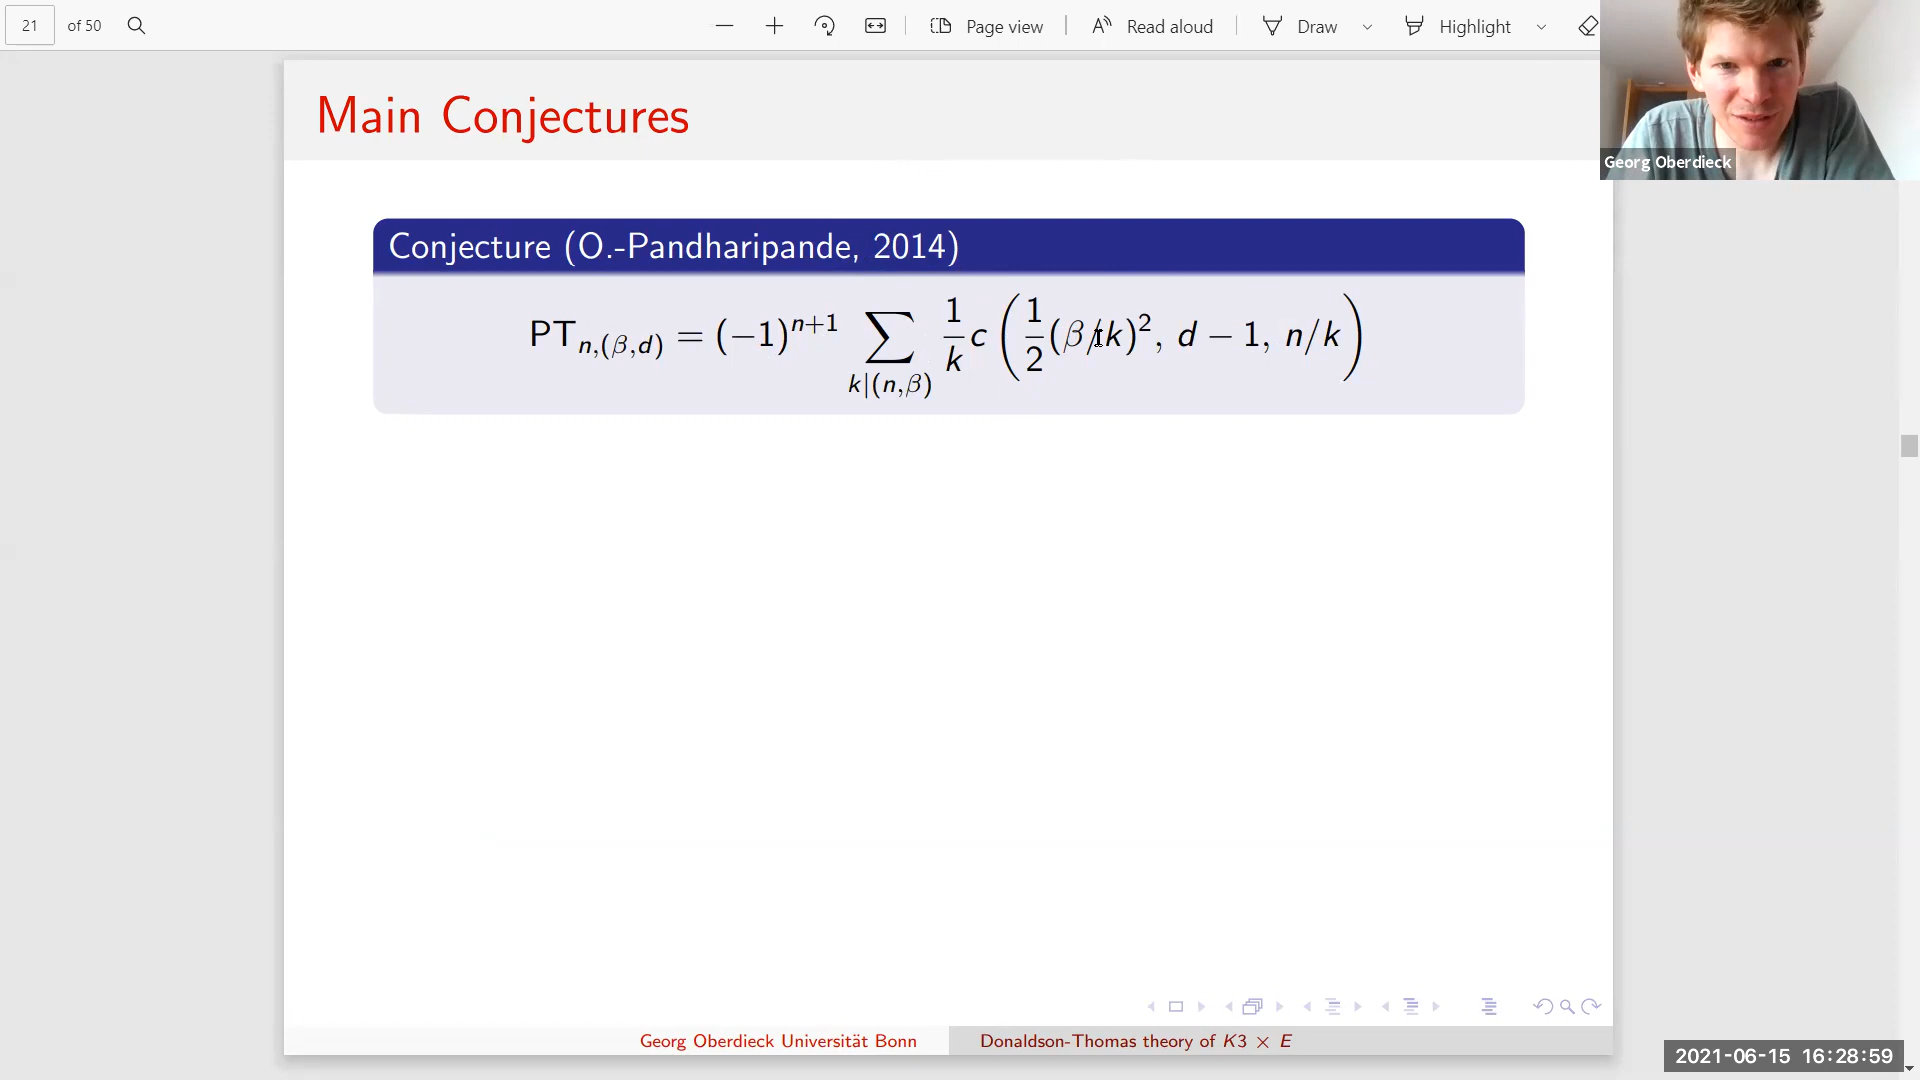 21 of 50 Page view Read aloud Draw Highlight
Main Conjectures
Georg Oberdieck
Conjecture (O.-Pandharipande, 2014)
PT_{n,(β,d)} = (−1)^{n+1} ∑_{k|(n,β)} 1/k c (1/2 (β/k)^2, d − 1, n/k)
Georg Oberdieck Universität Bonn Donaldson-Thomas theory of K3 × E
2021-06-15 16:28:59